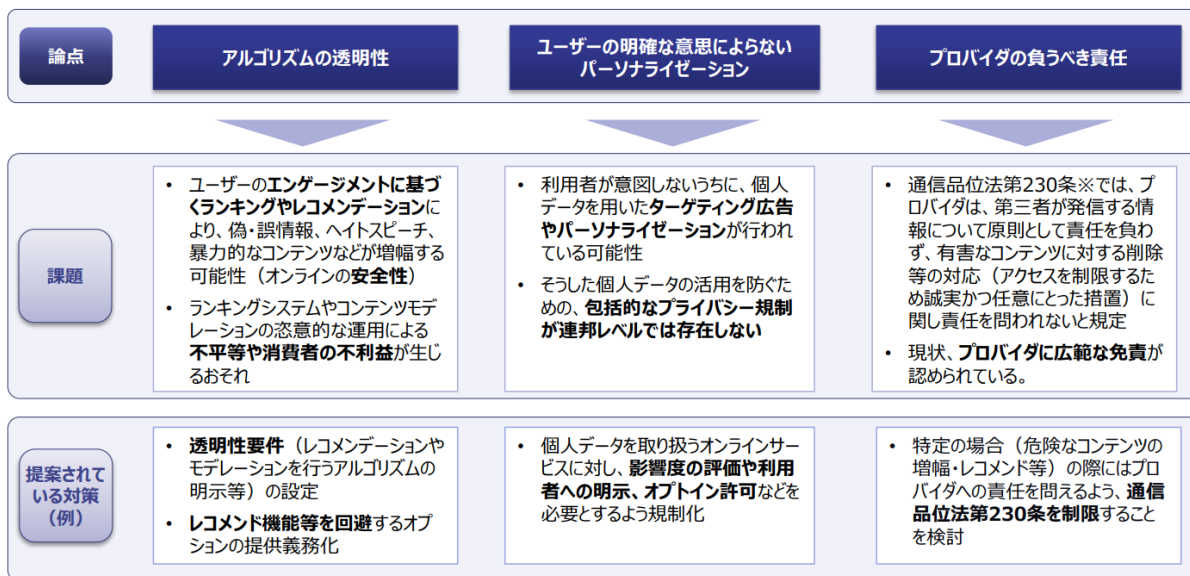 論点
アルゴリズムの透明性
ユーザーの明確な意思によらない
パーソナライゼーション
プロバイダの負うべき責任
課題
• ユーザーのエンゲージメントに基づ
くランキングやレコメンデーションに
より、偽・誤情報、ヘイトスピーチ、
暴力的なコンテンツなどが増幅する
可能性（オンラインの安全性）
• ランキングシステムやコンテンツモデ
レーションの恣意的な運用による
不平等や消費者の不利益が生じ
るおそれ
• 利用者が意図しないうちに、個人
データを用いたターゲティング広告
やパーソナライゼーションが行われ
ている可能性
• そうした個人データの活用を防ぐた
めの、包括的なプライバシー規制
が連邦レベルでは存在しない
• 通信品位法第230条※では、プ
ロバイダは、第三者が発信する情
報について原則として責任を負わ
ず、有害なコンテンツに対する削除
等の対応（アクセスを制限するた
め誠実かつ任意にとった措置）に
関し責任を問われないと規定
• 現状、プロバイダに広範な免責が
認められている。
提案されて
いる対策
（例）
• 透明性要件（レコメンデーションや
モデレーションを行うアルゴリズムの
明示等）の設定
• レコメンド機能等を回避するオプ
ションの提供義務化
• 個人データを取り扱うオンラインサー
ビスに対し、影響度の評価や利用
者への明示、オプトイン許可などを
必要とするよう規制化
• 特定の場合（危険なコンテンツの
増幅・レコメンド等）の際にはプロ
バイダへの責任を問えるよう、通信
品位法第230条を制限すること
を検討